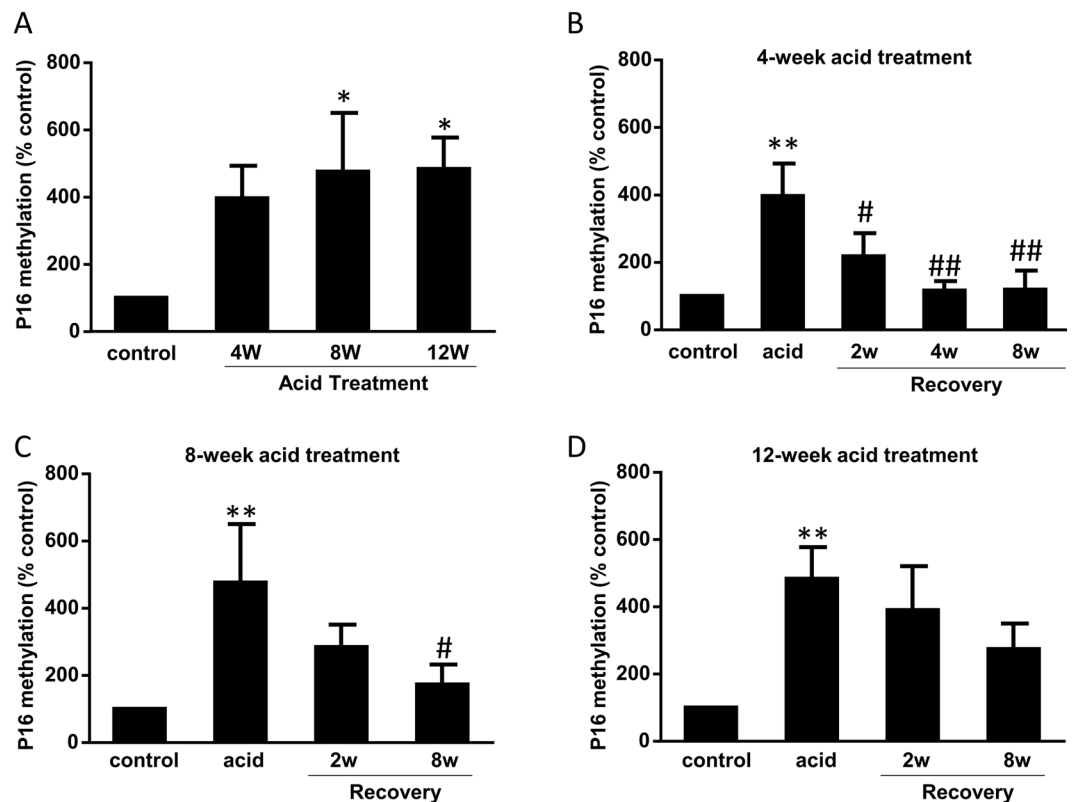 A
P16 methylation (% control)
800
600
400
200
0
*
*
control 4W 8W 12W
Acid Treatment
B
4-week acid treatment
P16 methylation (% control)
800
600
400
200
0
**
#
##
##
control acid 2w 4w 8w
Recovery
C
8-week acid treatment
P16 methylation (% control)
800
600
400
200
0
**
#
control acid 2w 8w
Recovery
D
12-week acid treatment
P16 methylation (% control)
800
600
400
200
0
**
control acid 2w 8w
Recovery